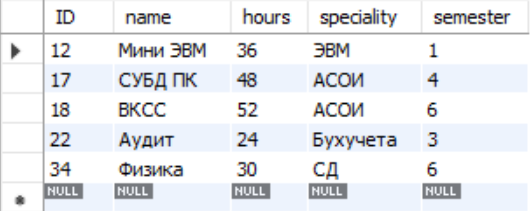 ID name hours speciality semester
12 Мини ЭВМ 36 ЭВМ 1
17 СУБД ПК 48 АСОИ 4
18 ВКСС 52 АСОИ 6
22 Аудит 24 Бухучета 3
34 Физика 30 СД 6
NULL NULL NULL NULL NULL